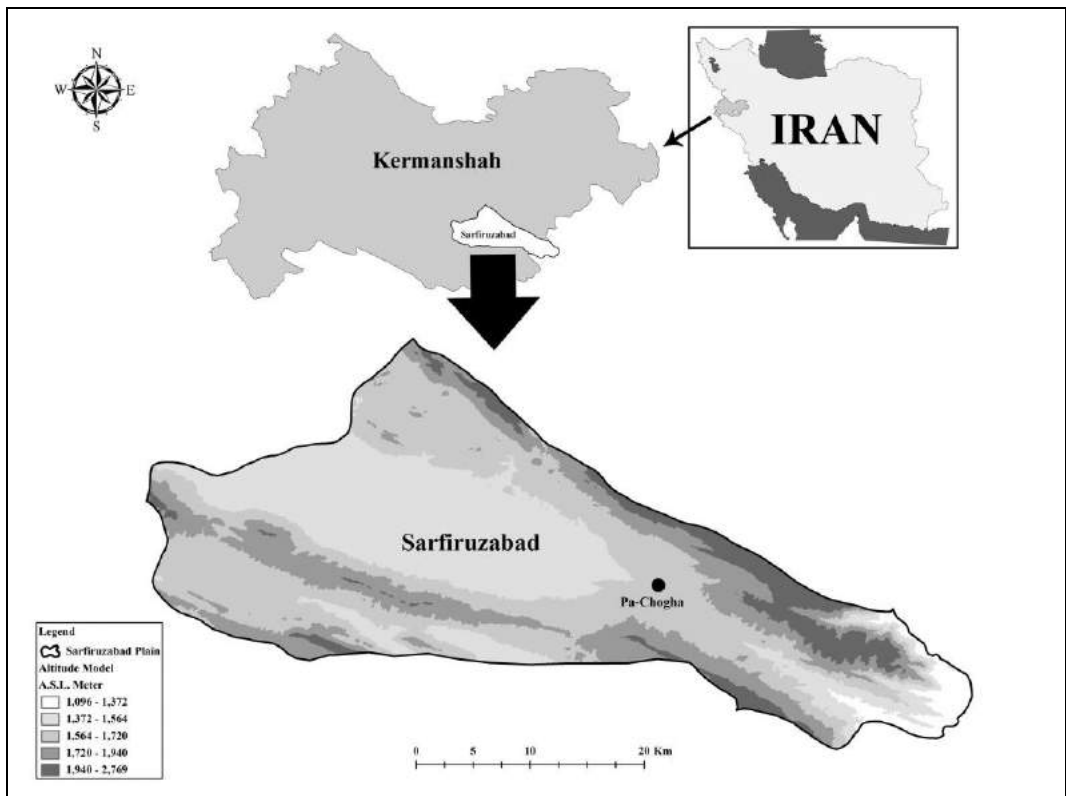 N
W E
S
Kermanshah
Sarfiruzabad
IRAN
Sarfiruzabad
Pa-Chogha
Legend
Sarfiruzabad Plain
Altitude Model
A.S.L. Meter
1,096 - 1,372
1,372 - 1,564
1,564 - 1,720
1,720 - 1,940
1,940 - 2,769
0 5 10 20 Km